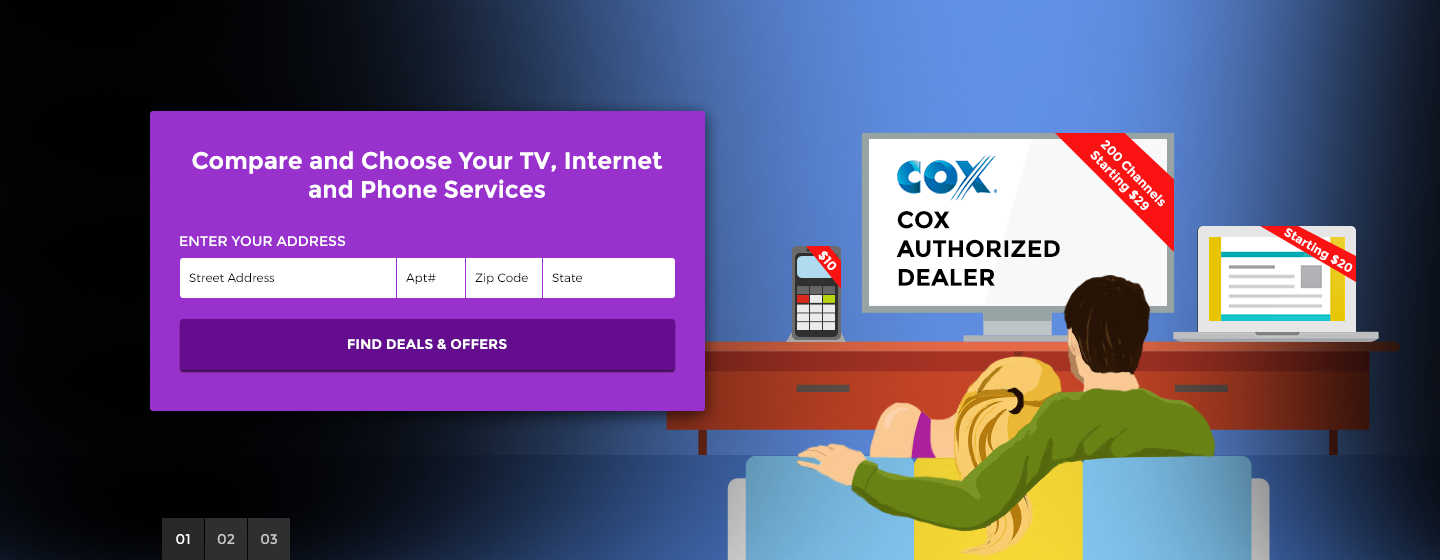 Compare and Choose Your TV, Internet
and Phone Services
ENTER YOUR ADDRESS
Street Address
Apt#
Zip Code
State
FIND DEALS & OFFERS
$10
COX
COX
AUTHORIZED
DEALER
200 Channels
Starting $29
Starting $20
01
02
03